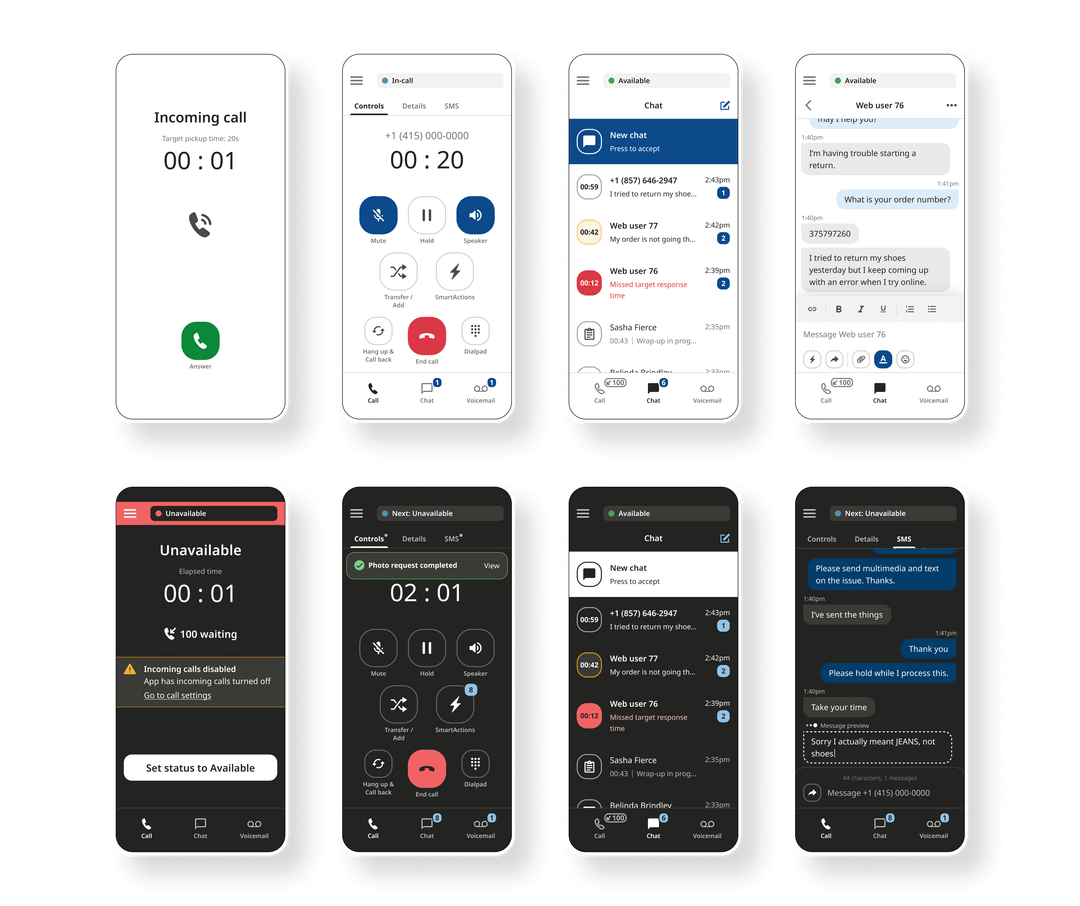 Incoming call
Target pickup time: 20s
00 : 01
Answer
In-call
Controls Details SMS
+1 (415) 000-0000
00 : 20
Mute Hold Speaker
Transfer / Add
SmartActions
Hang up & Call back
End call
Dialpad
1 1
Call Chat Voicemail
Available
Chat
New chat
Press to accept
00:59 +1 (857) 646-2947 2:43pm
I tried to return my shoe... 1
00:42 Web user 77 2:42pm
My order is not going th... 2
00:12 Web user 76 2:39pm
Missed target response 2
time
Sasha Fierce 2:35pm
00:43 | Wrap-up in prog...
Belinda Brindley 2:33pm
100 6
Call Chat Voicemail
Available
Web user 76
may I help you?
1:40pm
I'm having trouble starting a
return.
1:41pm
What is your order number?
1:40pm
375797260
I tried to return my shoes
yesterday but I keep coming up
with an error when I try online.
B I U
Message Web user 76
A
100
Call Chat Voicemail
Unavailable
Unavailable
Elapsed time
00 : 01
100 waiting
Incoming calls disabled
App has incoming calls turned off
Go to call settings
Set status to Available
Call Chat Voicemail
Next: Unavailable
Controls Details SMS
Photo request completed View
02 : 01
Mute Hold Speaker
8
Transfer / Add
SmartActions
Hang up & Call back
End call
Dialpad
8 1
Call Chat Voicemail
Available
Chat
New chat
Press to accept
00:59 +1 (857) 646-2947 2:43pm
I tried to return my shoe... 1
00:42 Web user 77 2:42pm
My order is not going th... 2
00:12 Web user 76 2:39pm
Missed target response 2
time
Sasha Fierce 2:35pm
00:43 | Wrap-up in prog...
Belinda Brindley 2:33pm
100 6
Call Chat Voicemail
Next: Unavailable
Controls Details SMS
Please send multimedia and text
on the issue. Thanks.
1:40pm
I've sent the things
1:41pm
Thank you
Please hold while I process this.
1:40pm
Take your time
Message preview
Sorry I actually meant JEANS, not
shoes
44 characters, 1 messages
Message +1 (415) 000-0000
8 1
Call Chat Voicemail